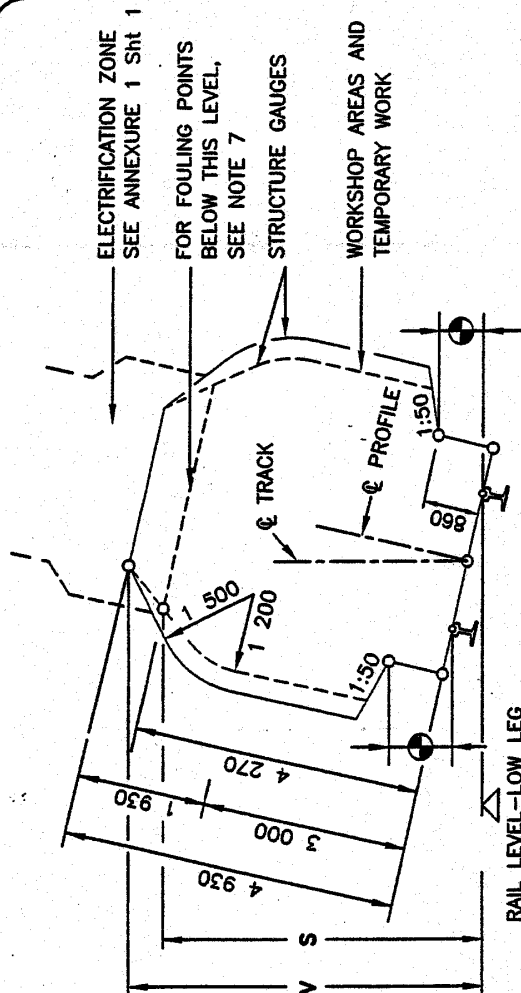 ELECTRIFICATION ZONE
SEE ANNEXURE 1 Sht 1
FOR FOULING POINTS
BELOW THIS LEVEL,
SEE NOTE 7
STRUCTURE GAUGES
WORKSHOP AREAS AND
TEMPORARY WORK
℄ TRACK
℄ PROFILE
1 500
1 200
1:50
1:50
860
4 270
1 930
3 000
4 930
S
V
RAIL LEVEL-LOW LEG